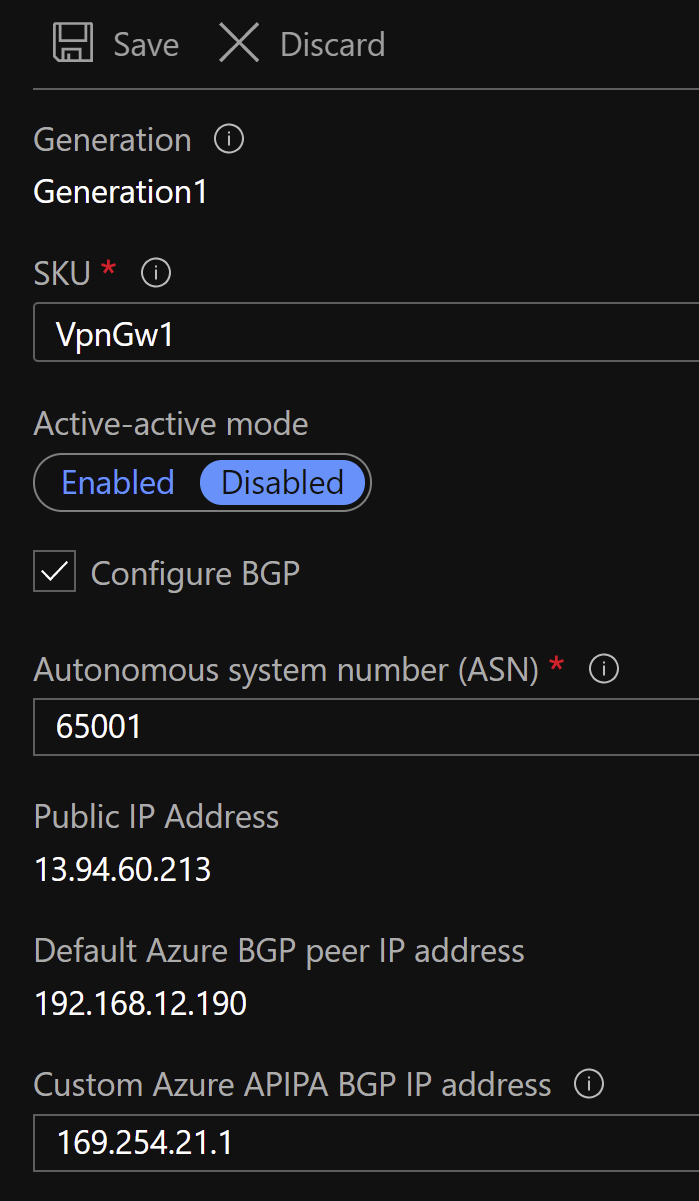 Save Discard
Generation
Generation1
SKU *
VpnGw1
Active-active mode
Enabled Disabled
Configure BGP
Autonomous system number (ASN) *
65001
Public IP Address
13.94.60.213
Default Azure BGP peer IP address
192.168.12.190
Custom Azure APIPA BGP IP address
169.254.21.1